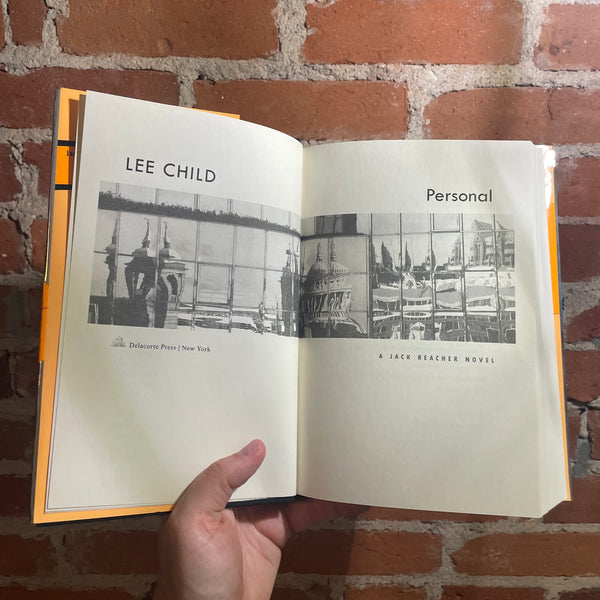 LEE CHILD
Personal
Delacorte Press | New York
A JACK REACHER NOVEL